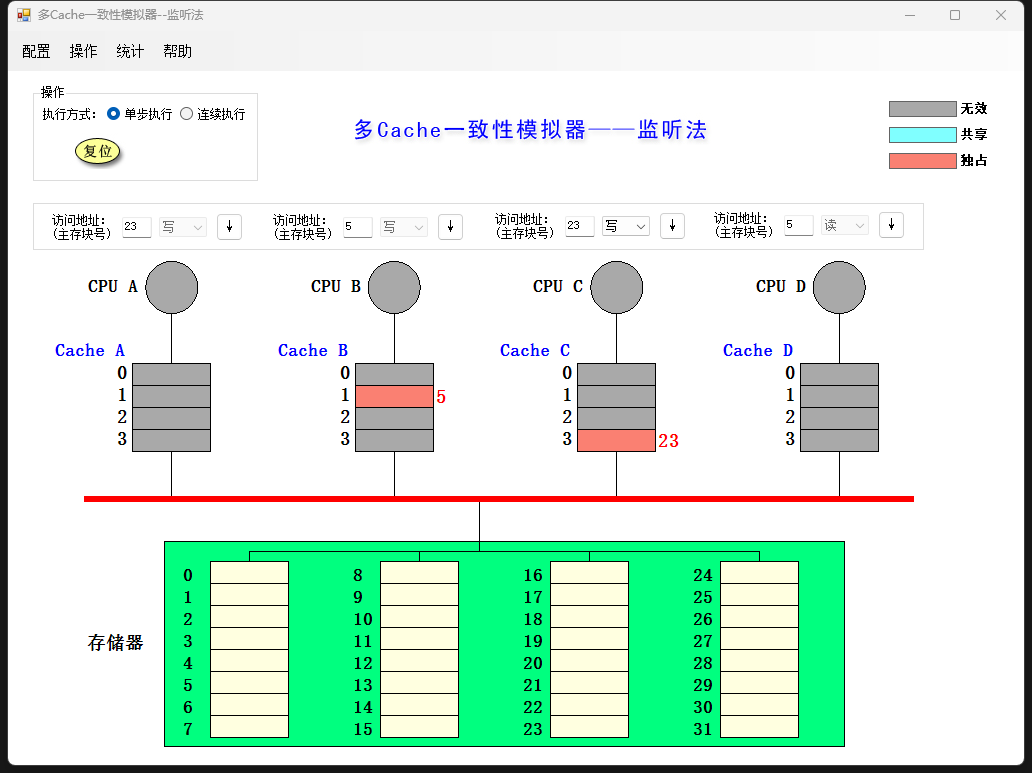 多Cache一致性模拟器--监听法
配置 操作 统计 帮助
操作
执行方式： 单步执行 连续执行
复位
多Cache一致性模拟器——监听法
无效
共享
独占
访问地址：
（主存块号） 23 写 ↓
访问地址：
（主存块号） 5 写 ↓
访问地址：
（主存块号） 23 写 ↓
访问地址：
（主存块号） 5 读 ↓
CPU A CPU B CPU C CPU D
Cache A Cache B Cache C Cache D
0 0 0 0
1 1 5 1 1
2 2 2 2
3 3 3 23 3
存储器
0 8 16 24
1 9 17 25
2 10 18 26
3 11 19 27
4 12 20 28
5 13 21 29
6 14 22 30
7 15 23 31